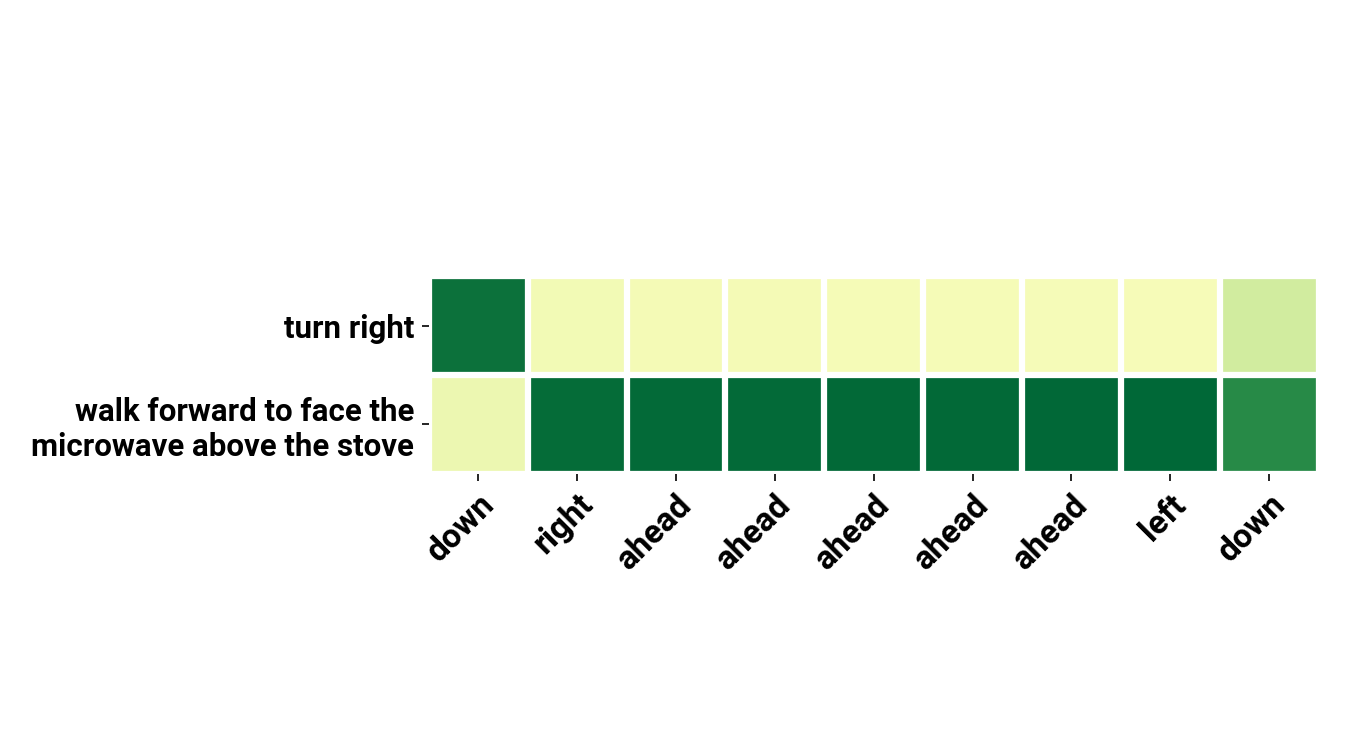 turn right
walk forward to face the
microwave above the stove
down
right
ahead
ahead
ahead
ahead
ahead
left
down